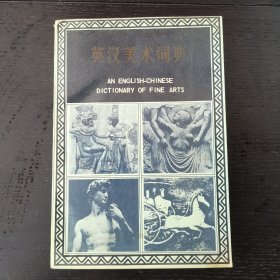 英汉美术词典
AN ENGLISH-CHINESE
DICTIONARY OF FINE ARTS